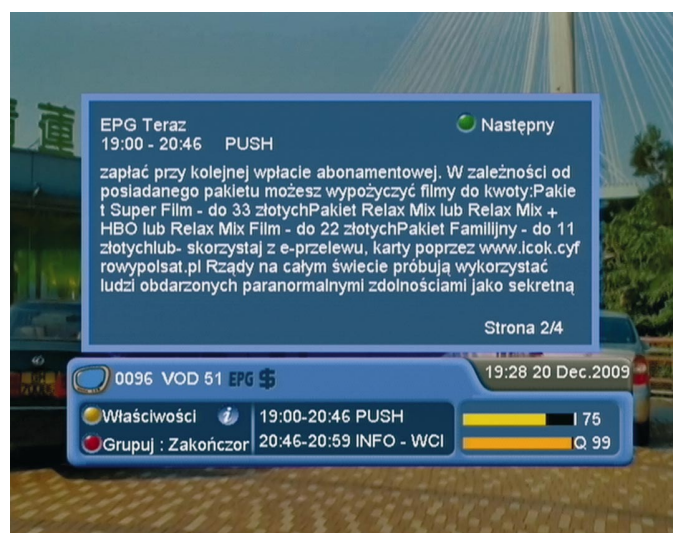 EPG Teraz
Następny
19:00 - 20:46 PUSH
zapłać przy kolejnej wpłacie abonamentowej. W zależności od
posiadanego pakietu możesz wypożyczyć filmy do kwoty:Pakie
t Super Film - do 33 złotychPakiet Relax Mix lub Relax Mix +
HBO lub Relax Mix Film - do 22 złotychPakiet Familijny - do 11
złotychlub- skorzystaj z e-przelewu, karty poprzez www.icok.cyf
rowypolsat.pl Rządy na całym świecie próbują wykorzystać
ludzi obdarzonych paranormalnymi zdolnościami jako sekretną
Strona 2/4
0096 VOD 51 EPG $
19:28 20 Dec.2009
Właściwości i
19:00-20:46 PUSH
I 75
Grupuj : Zakończor
20:46-20:59 INFO - WCI
Q 99
蓮